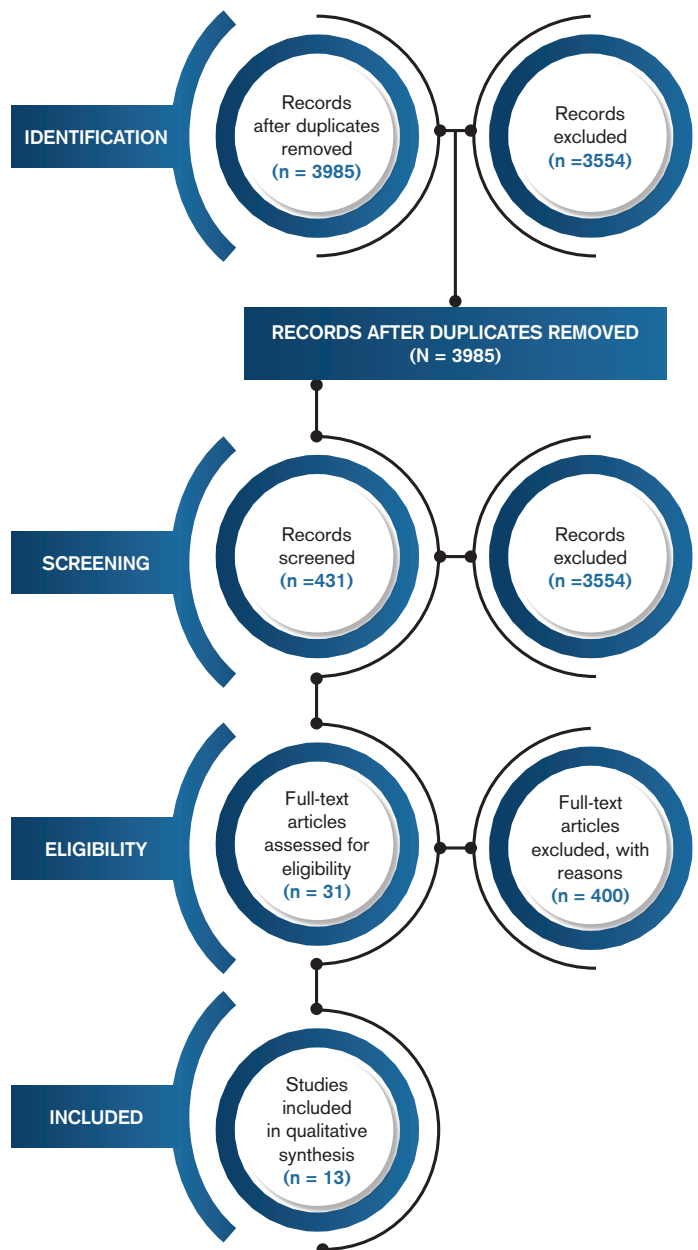 IDENTIFICATION
Records
after duplicates
removed
(n = 3985)
Records
excluded
(n =3554)
RECORDS AFTER DUPLICATES REMOVED
(N = 3985)
SCREENING
Records
screened
(n =431)
Records
excluded
(n =3554)
ELIGIBILITY
Full-text
articles
assessed for
eligibility
(n = 31)
Full-text
articles
excluded, with
reasons
(n = 400)
INCLUDED
Studies
included
in qualitative
synthesis
(n = 13)